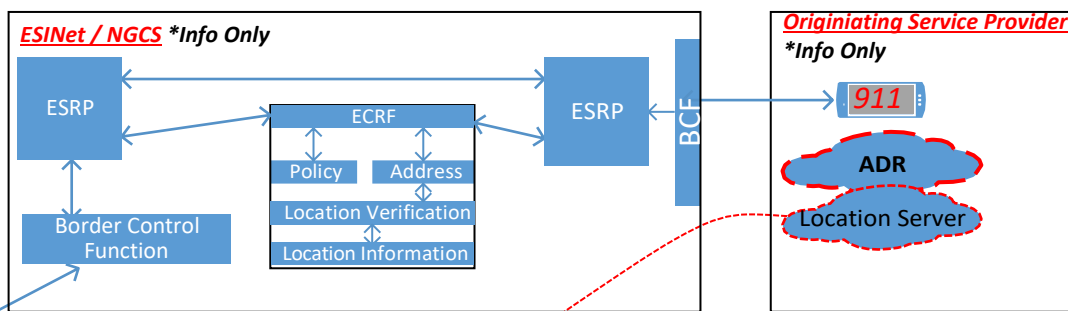 ESINet / NGCS *Info Only
ESRP
ECRF
Policy
Address
Location Verification
Location Information
Border Control
Function
ESRP
BCF
Originiating Service Provider
*Info Only
911
ADR
Location Server